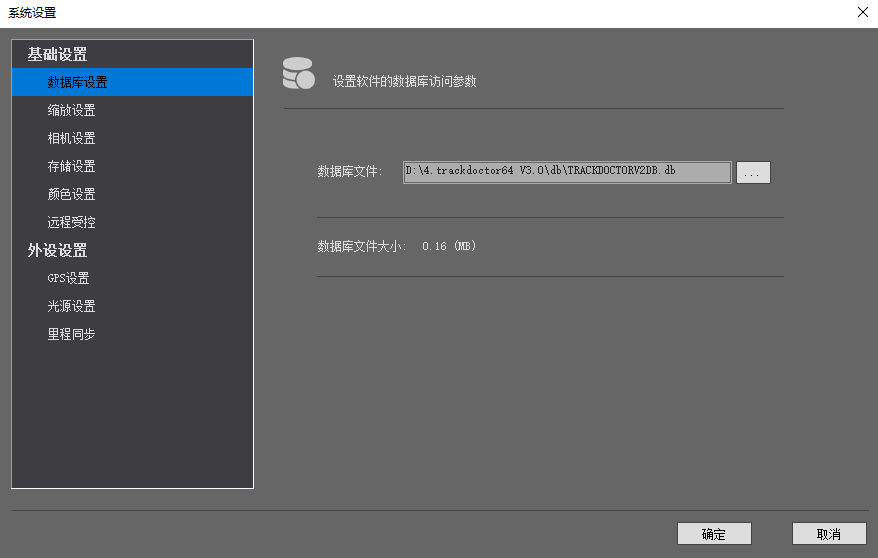 系统设置
基础设置
数据库设置
缩放设置
相机设置
存储设置
颜色设置
远程受控
外设设置
GPS设置
光源设置
里程同步
设置软件的数据库访问参数
数据库文件:
D:\4.trackdoctor64 V3.0\db\TRACKDOCTORV2DB.db
...
数据库文件大小: 0.16 (MB)
确定
取消